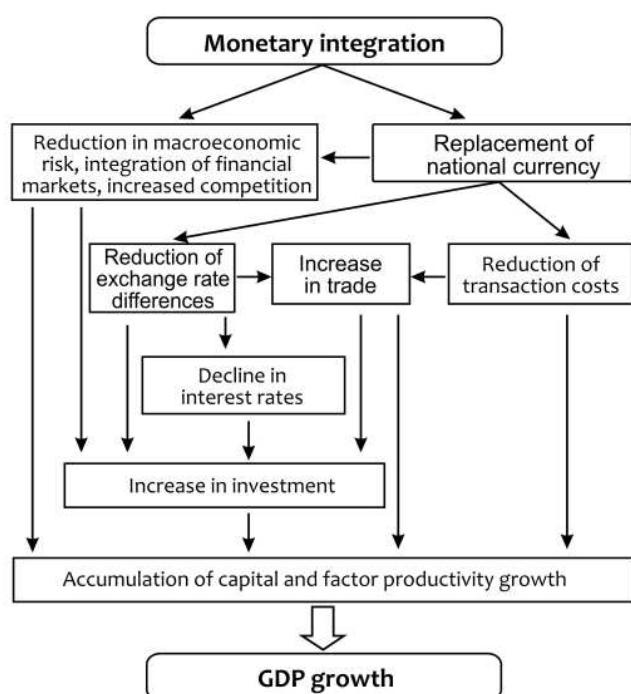 Monetary integration
Reduction in macroeconomic
risk, integration of financial
markets, increased competition
Replacement of
national currency
Reduction of
exchange rate
differences
Increase
in trade
Reduction of
transaction costs
Decline in
interest rates
Increase in investment
Accumulation of capital and factor productivity growth
GDP growth